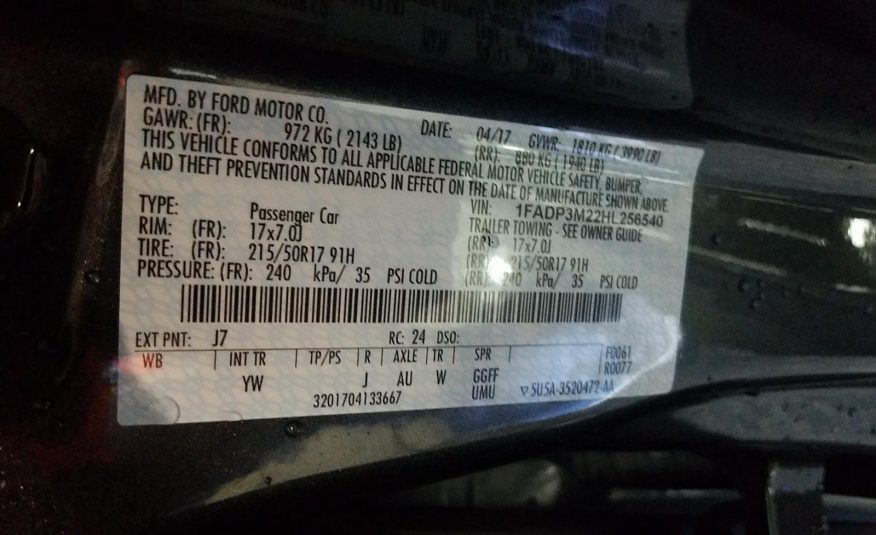 MFD. BY FORD MOTOR CO. DATE: 04/17 GVWR: 1810 KG ( 3990 LB)
GAWR: (FR): 972 KG ( 2143 LB) (RR): 880 KG ( 1940 LB)
THIS VEHICLE CONFORMS TO ALL APPLICABLE FEDERAL MOTOR VEHICLE SAFETY, BUMPER,
AND THEFT PREVENTION STANDARDS IN EFFECT ON THE DATE OF MANUFACTURE SHOWN ABOVE.
VIN: 1FADP3M22HL256540
TYPE: Passenger Car TRAILER TOWING - SEE OWNER GUIDE
RIM: (FR): 17x7.0J (RR): 17x7.0J
TIRE: (FR): 215/50R17 91H (RR): 215/50R17 91H
PRESSURE: (FR): 240 kPa/ 35 PSI COLD (RR): 240 kPa/ 35 PSI COLD
EXT PNT: J7 RC: 24 DSO:
WB INT TR TP/PS R AXLE TR SPR F0061
R0077
YW J AU W GGFF
UMU ▽5U5A-3520472-AA
3201704133667